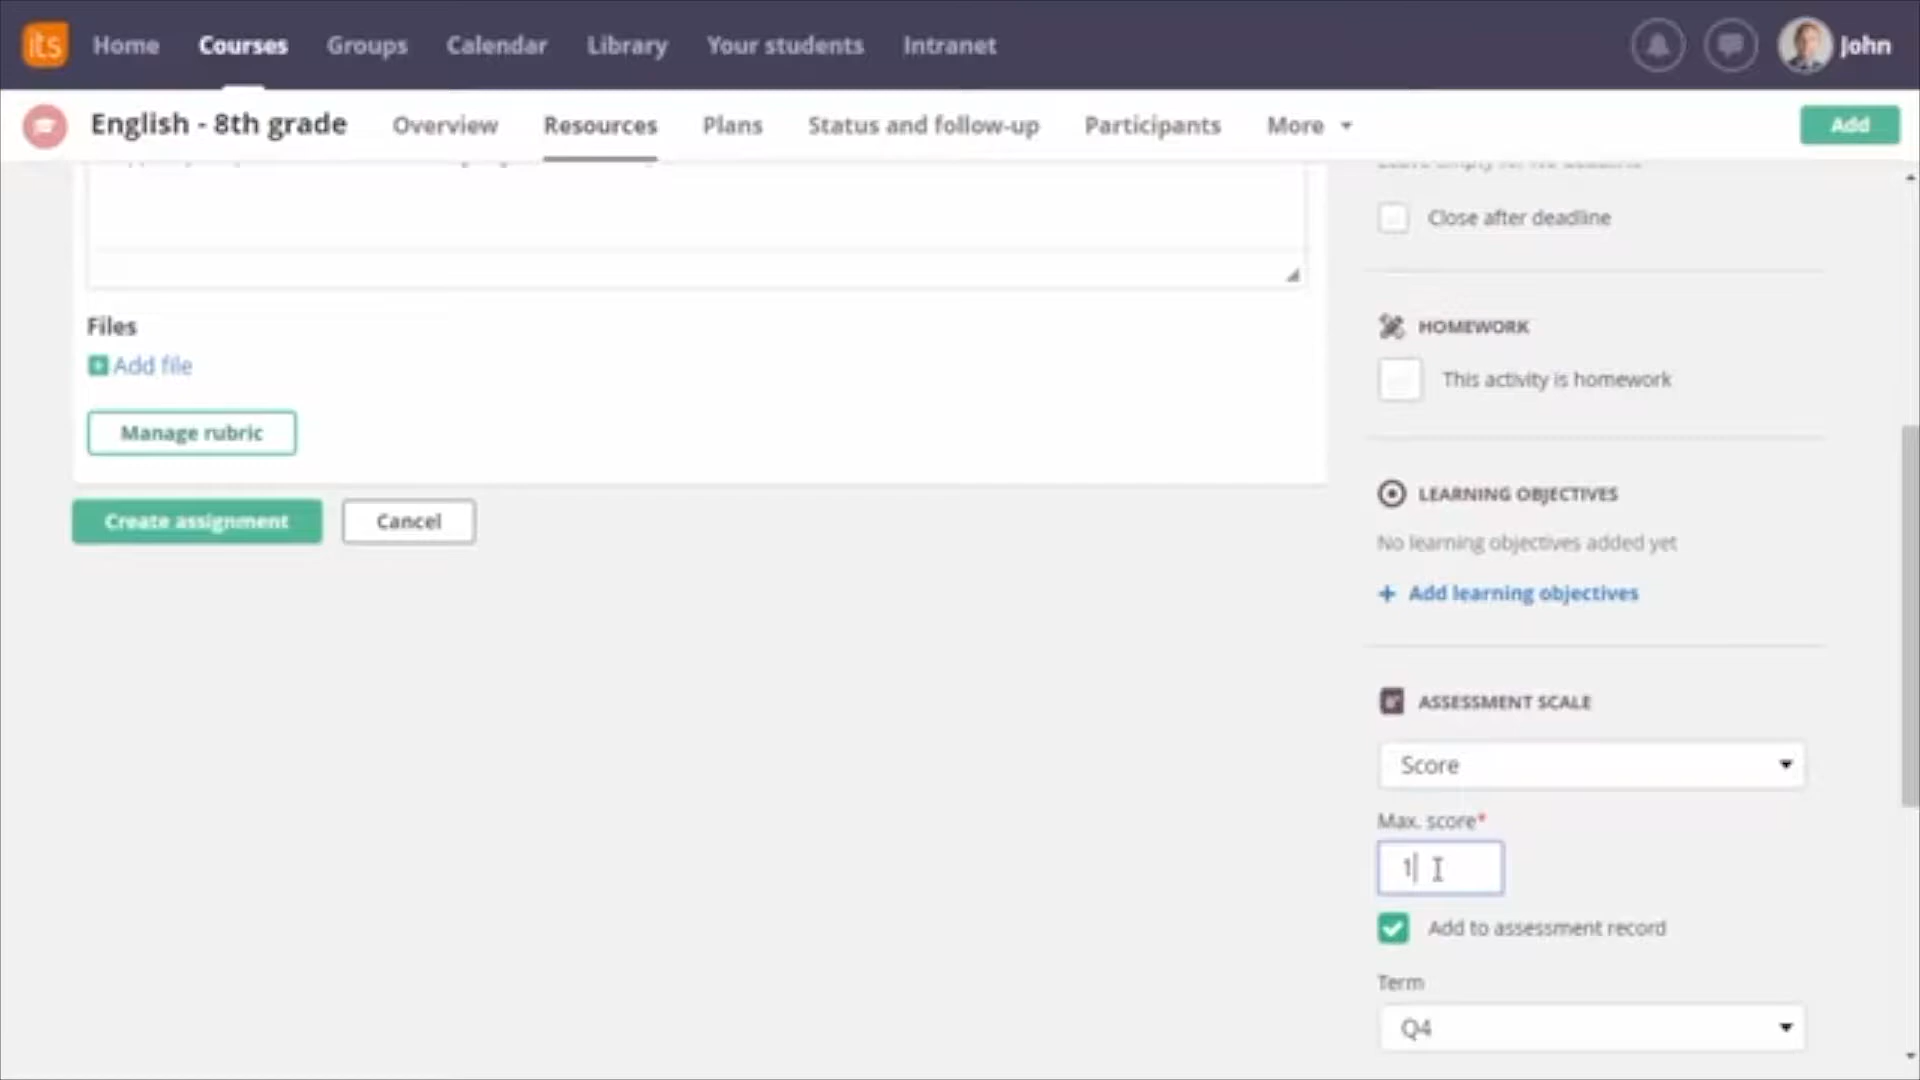 its Home Courses Groups Calendar Library Your students Intranet John
English - 8th grade Overview Resources Plans Status and follow-up Participants More Add
Close after deadline
Files
Add file
Manage rubric
Create assignment Cancel
HOMEWORK
This activity is homework
LEARNING OBJECTIVES
No learning objectives added yet
+ Add learning objectives
ASSESSMENT SCALE
Score
Max. score*
1
Add to assessment record
Term
Q4